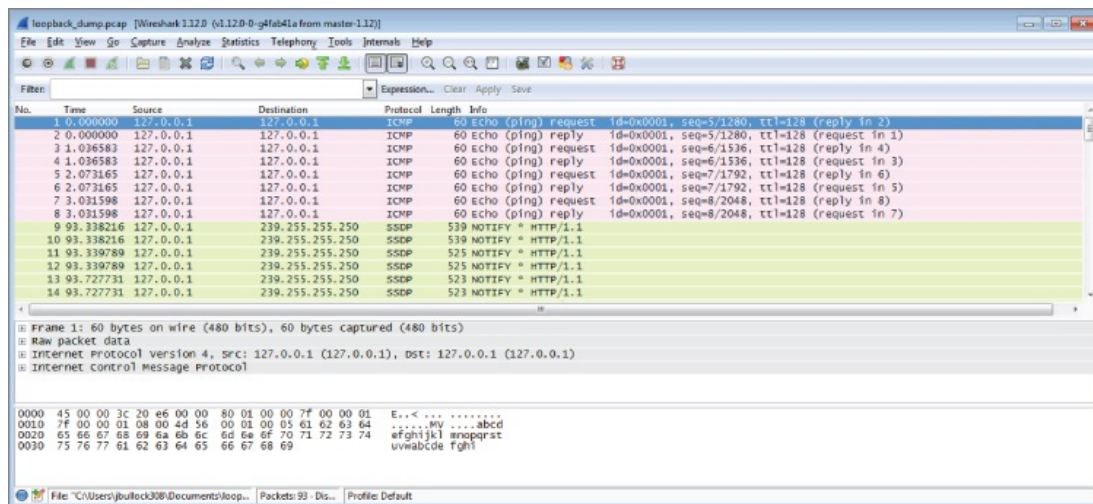 loopback_dump.pcap [Wireshark 1.12.0 (v1.12.0-0-g4fab41a from master-1.12)]
File Edit View Go Capture Analyze Statistics Telephony Tools Internals Help
Filter: Expression... Clear Apply Save
No. Time Source Destination Protocol Length Info
1 0.000000 127.0.0.1 127.0.0.1 ICMP 60 Echo (ping) request id=0x0001, seq=5/1280, ttl=128 (reply in 2)
2 0.000000 127.0.0.1 127.0.0.1 ICMP 60 Echo (ping) reply id=0x0001, seq=5/1280, ttl=128 (request in 1)
3 1.036583 127.0.0.1 127.0.0.1 ICMP 60 Echo (ping) request id=0x0001, seq=6/1536, ttl=128 (reply in 4)
4 1.036583 127.0.0.1 127.0.0.1 ICMP 60 Echo (ping) reply id=0x0001, seq=6/1536, ttl=128 (request in 3)
5 2.073165 127.0.0.1 127.0.0.1 ICMP 60 Echo (ping) request id=0x0001, seq=7/1792, ttl=128 (reply in 6)
6 2.073165 127.0.0.1 127.0.0.1 ICMP 60 Echo (ping) reply id=0x0001, seq=7/1792, ttl=128 (request in 5)
7 3.031598 127.0.0.1 127.0.0.1 ICMP 60 Echo (ping) request id=0x0001, seq=8/2048, ttl=128 (reply in 8)
8 3.031598 127.0.0.1 127.0.0.1 ICMP 60 Echo (ping) reply id=0x0001, seq=8/2048, ttl=128 (request in 7)
9 93.338216 127.0.0.1 239.255.255.250 SSDP 539 NOTIFY * HTTP/1.1
10 93.338216 127.0.0.1 239.255.255.250 SSDP 539 NOTIFY * HTTP/1.1
11 93.339789 127.0.0.1 239.255.255.250 SSDP 525 NOTIFY * HTTP/1.1
12 93.339789 127.0.0.1 239.255.255.250 SSDP 525 NOTIFY * HTTP/1.1
13 93.727731 127.0.0.1 239.255.255.250 SSDP 523 NOTIFY * HTTP/1.1
14 93.727731 127.0.0.1 239.255.255.250 SSDP 523 NOTIFY * HTTP/1.1
Frame 1: 60 bytes on wire (480 bits), 60 bytes captured (480 bits)
Raw packet data
Internet Protocol Version 4, Src: 127.0.0.1 (127.0.0.1), Dst: 127.0.0.1 (127.0.0.1)
Internet Control Message Protocol
0000 45 00 00 3c 20 e6 00 00 80 01 00 00 7f 00 00 01 E..< ... ........
0010 7f 00 00 01 08 00 4d 56 00 01 00 05 61 62 63 64 ......MV ....abcd
0020 65 66 67 68 69 6a 6b 6c 6d 6e 6f 70 71 72 73 74 efghijkl mnopqrst
0030 75 76 77 61 62 63 64 65 66 67 68 69 uvwabcde fghi
File: "C:\Users\jbullock308\Documents\loop... Packets: 93 · Dis... Profile: Default